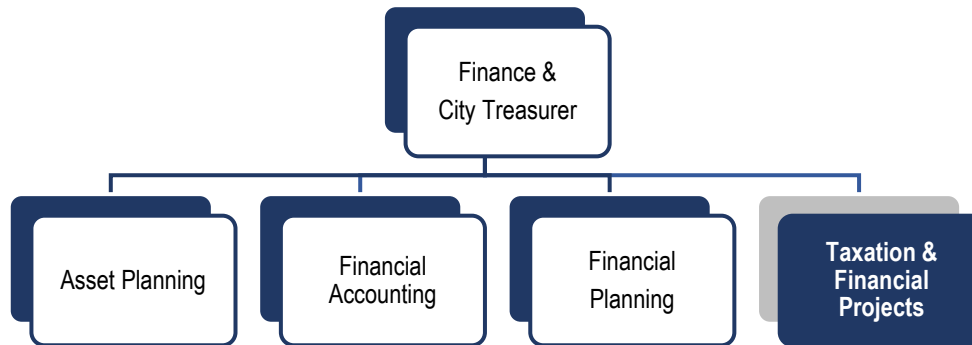 Finance &
City Treasurer
Asset Planning
Financial
Accounting
Financial
Planning
Taxation &
Financial
Projects